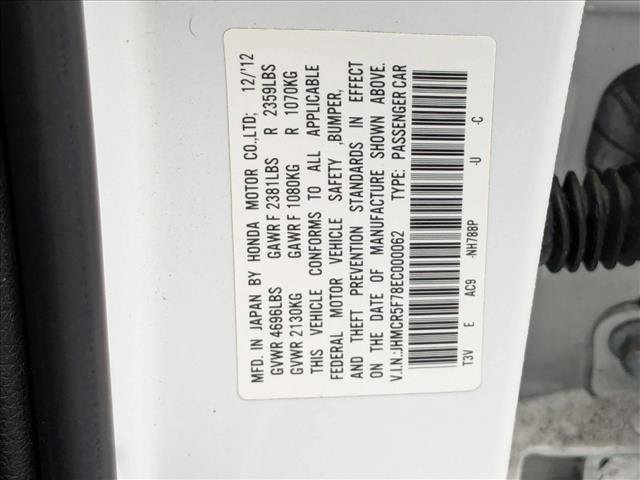 MFD. IN JAPAN BY HONDA MOTOR CO.,LTD; 12/'12
GVWR 4696LBS GAWR F 2381LBS R 2359LBS
GVWR 2130KG GAWR F 1080KG R 1070KG
THIS VEHICLE CONFORMS TO ALL APPLICABLE
FEDERAL MOTOR VEHICLE SAFETY ,BUMPER,
AND THEFT PREVENTION STANDARDS IN EFFECT
ON THE DATE OF MANUFACTURE SHOWN ABOVE.
V.I.N.:JHMCR5F78EC000062 TYPE: PASSENGER CAR
T3V E AC9 -NH788P -U -C